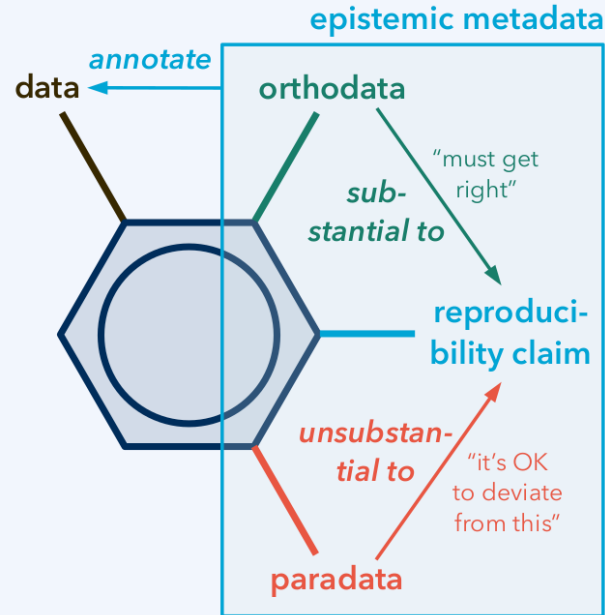 epistemic metadata
annotate
data
orthodata
"must get
right"
sub-
stantial to
reproduci-
bility claim
unsubstan-
tial to
"it's OK
to deviate
from this"
paradata